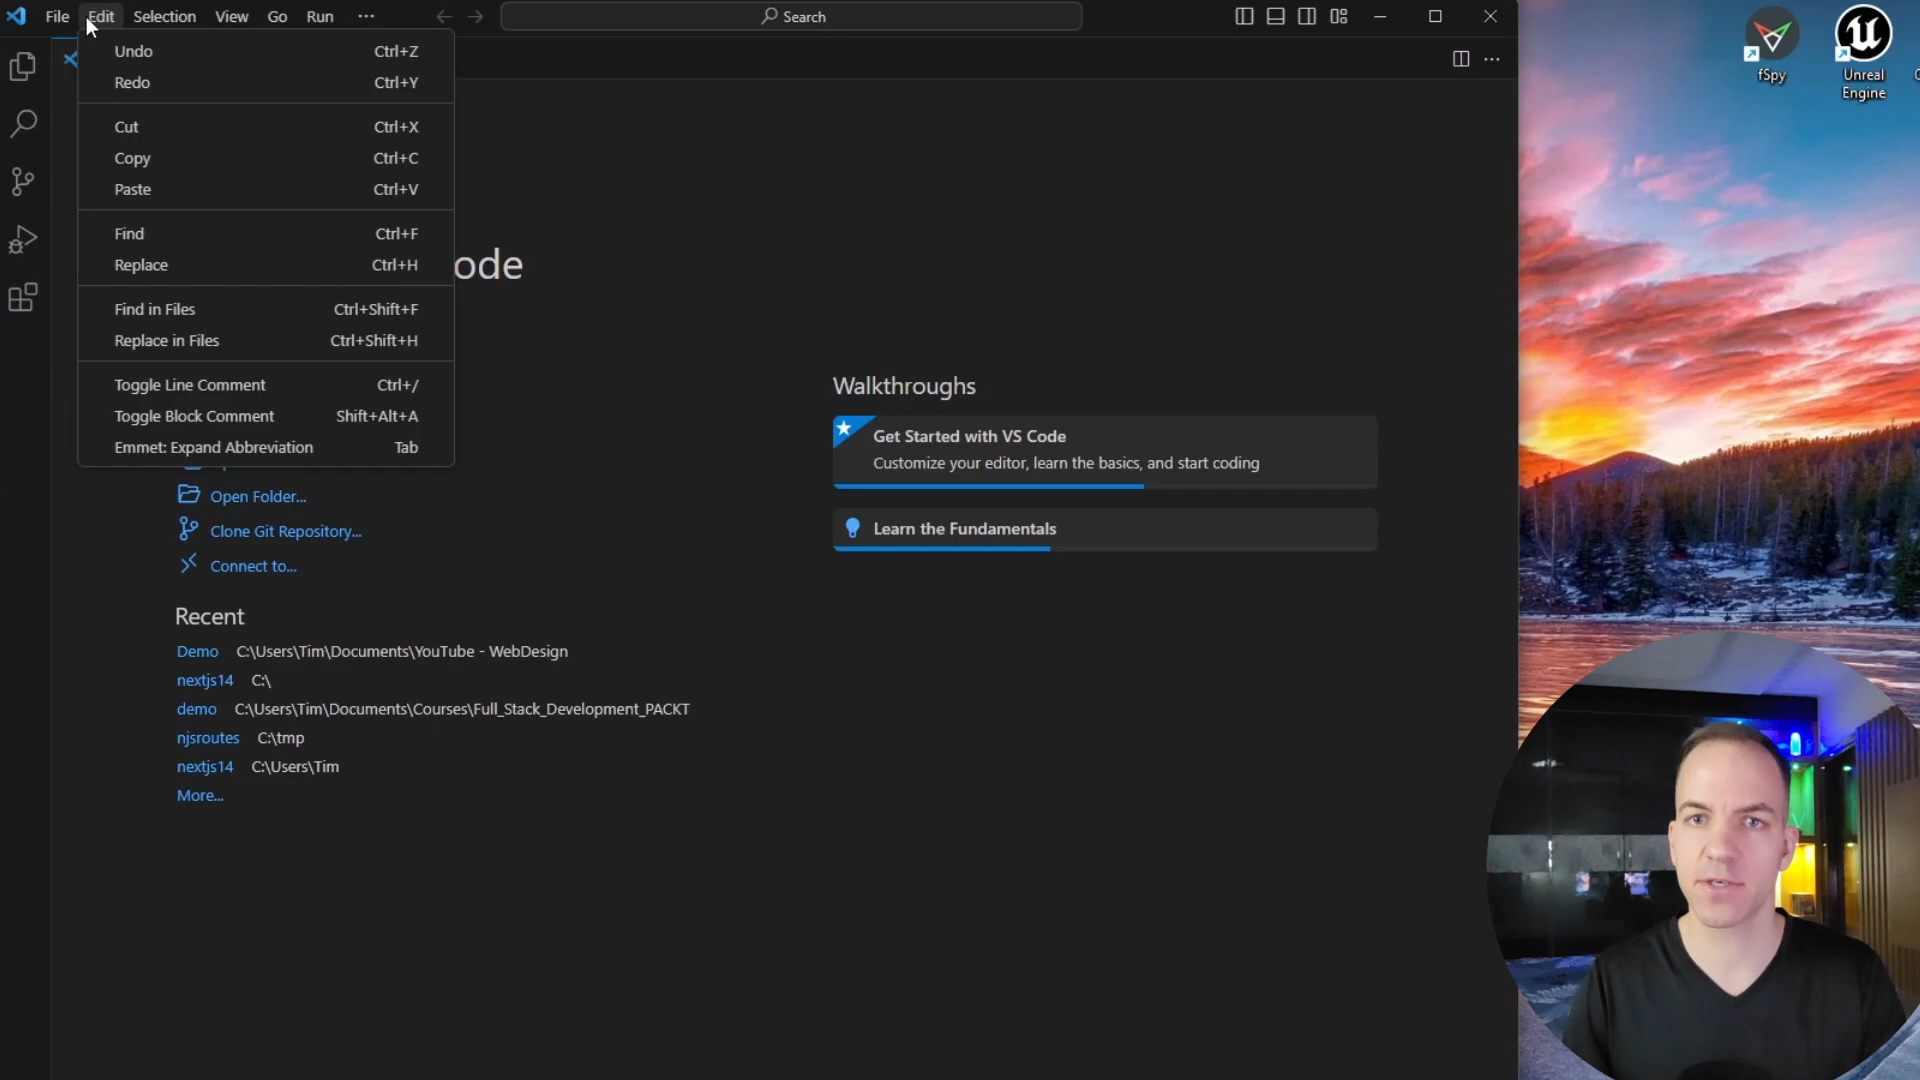 File Edit Selection View Go Run ... Search
Undo Ctrl+Z
Redo Ctrl+Y
Cut Ctrl+X
Copy Ctrl+C
Paste Ctrl+V
Find Ctrl+F
Replace Ctrl+H
Find in Files Ctrl+Shift+F
Replace in Files Ctrl+Shift+H
Toggle Line Comment Ctrl+/
Toggle Block Comment Shift+Alt+A
Emmet: Expand Abbreviation Tab
ode
Open Folder...
Clone Git Repository...
Connect to...
Recent
Demo C:\Users\Tim\Documents\YouTube - WebDesign
nextjs14 C:\
demo C:\Users\Tim\Documents\Courses\Full_Stack_Development_PACKT
njsroutes C:\tmp
nextjs14 C:\Users\Tim
More...
Walkthroughs
Get Started with VS Code
Customize your editor, learn the basics, and start coding
Learn the Fundamentals
fSpy
Unreal
Engine